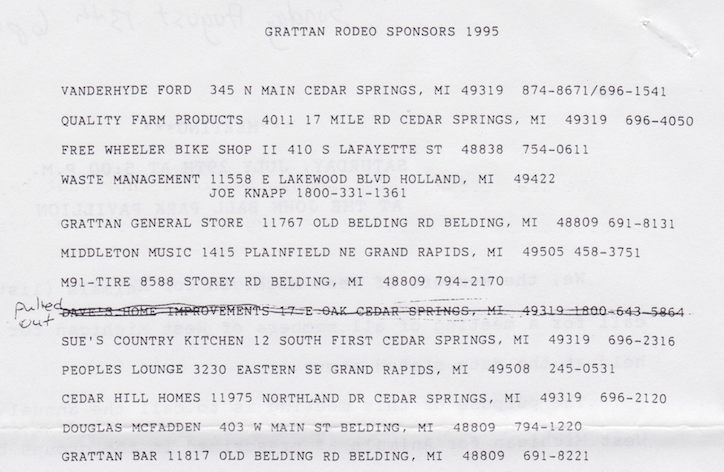 GRATTAN RODEO SPONSORS 1995
VANDERHYDE FORD 345 N MAIN CEDAR SPRINGS, MI 49319 874-8671/696-1541
QUALITY FARM PRODUCTS 4011 17 MILE RD CEDAR SPRINGS, MI 49319 696-4050
FREE WHEELER BIKE SHOP II 410 S LAFAYETTE ST 48838 754-0611
WASTE MANAGEMENT 11558 E LAKEWOOD BLVD HOLLAND, MI 49422
JOE KNAPP 1800-331-1361
GRATTAN GENERAL STORE 11767 OLD BELDING RD BELDING, MI 48809 691-8131
MIDDLETON MUSIC 1415 PLAINFIELD NE GRAND RAPIDS, MI 49505 458-3751
M91-TIRE 8588 STOREY RD BELDING, MI 48809 794-2170
pulled
out
DAVE'S HOME IMPROVEMENTS 17 E OAK CEDAR SPRINGS, MI 49319 1800-643-5864
SUE'S COUNTRY KITCHEN 12 SOUTH FIRST CEDAR SPRINGS, MI 49319 696-2316
PEOPLES LOUNGE 3230 EASTERN SE GRAND RAPIDS, MI 49508 245-0531
CEDAR HILL HOMES 11975 NORTHLAND DR CEDAR SPRINGS, MI 49319 696-2120
DOUGLAS MCFADDEN 403 W MAIN ST BELDING, MI 48809 794-1220
GRATTAN BAR 11817 OLD BELDING RD BELDING, MI 48809 691-8221